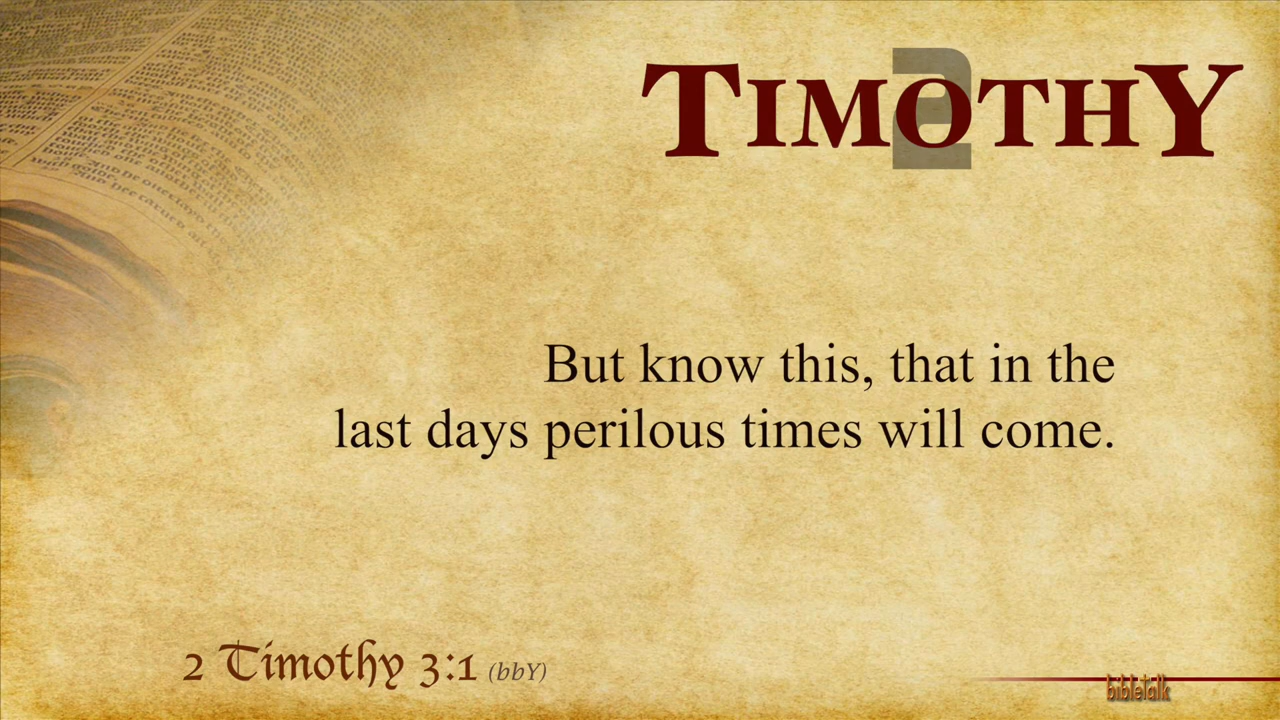 2
TIMOTHY
But know this, that in the
last days perilous times will come.
2 Timothy 3:1 (bbY)
bibletalk